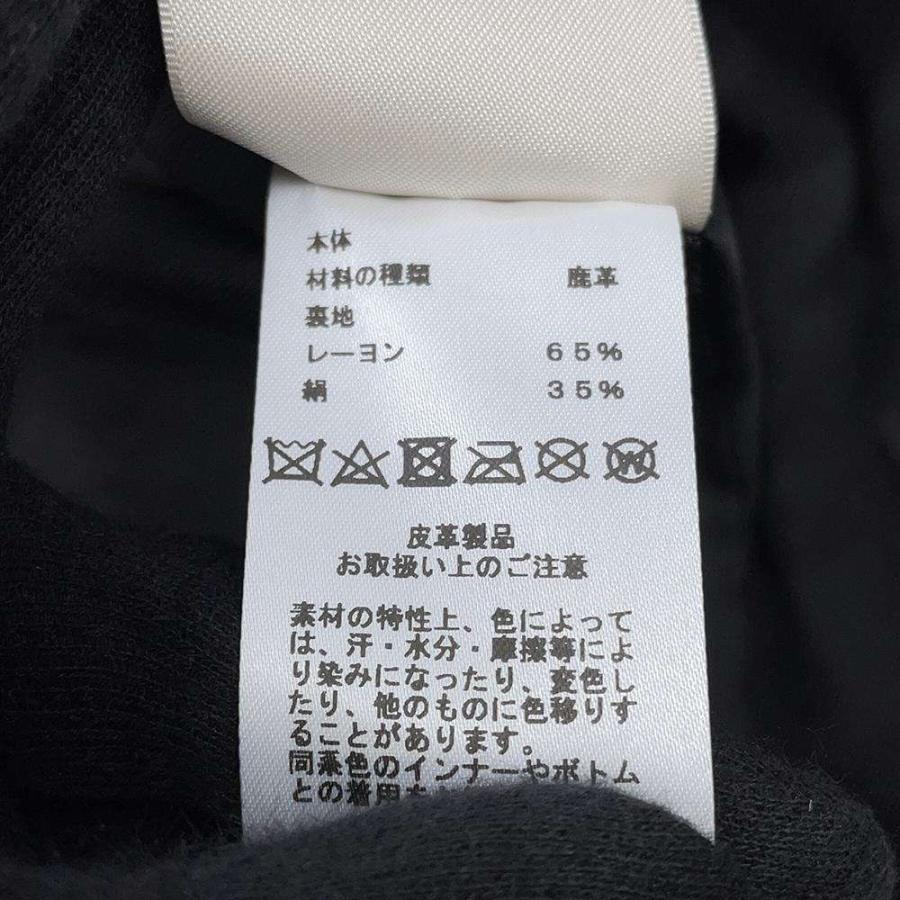 本体
材料の種類 鹿革
裏地
レーヨン 65%
絹 35%
W
皮革製品
お取扱い上のご注意
素材の特性上、色によって
は、汗・水分・摩擦等によ
り染みになったり、変色し
たり、他のものに色移りす
ることがあります。
同系色のインナーやボトム
との着用